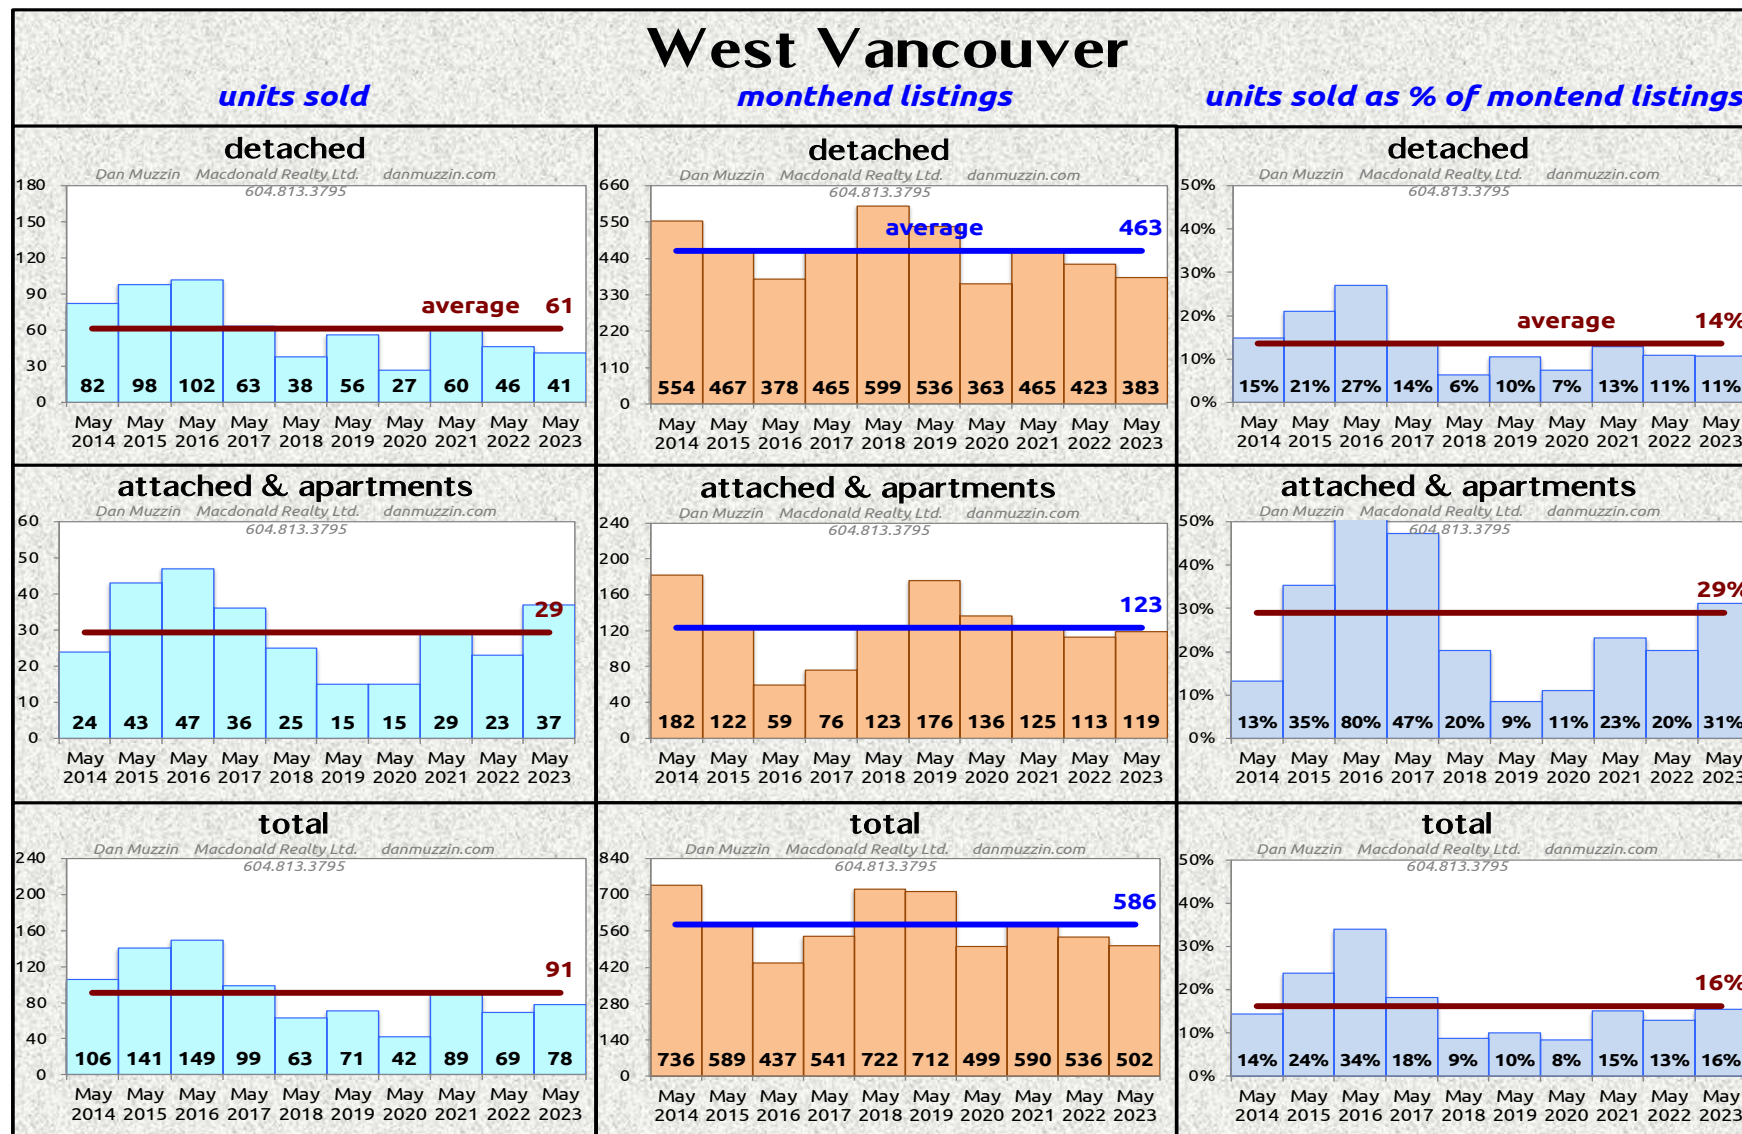 West Vancouver
units sold
monthend listings
units sold as % of montend listings
detached
Dan Muzzin Macdonald Realty Ltd. danmuzzin.com
604.813.3795
180
150
120
90
60
30
0
average 61
82 98 102 63 38 56 27 60 46 41
May May May May May May May May May May
2014 2015 2016 2017 2018 2019 2020 2021 2022 2023
detached
Dan Muzzin Macdonald Realty Ltd. danmuzzin.com
604.813.3795
660
550
440
330
220
110
0
average 463
554 467 378 465 599 536 363 465 423 383
May May May May May May May May May May
2014 2015 2016 2017 2018 2019 2020 2021 2022 2023
detached
Dan Muzzin Macdonald Realty Ltd. danmuzzin.com
604.813.3795
50%
40%
30%
20%
10%
0%
average 14%
15% 21% 27% 14% 6% 10% 7% 13% 11% 11%
May May May May May May May May May May
2014 2015 2016 2017 2018 2019 2020 2021 2022 2023
attached & apartments
Dan Muzzin Macdonald Realty Ltd. danmuzzin.com
604.813.3795
60
50
40
30
20
10
0
29
24 43 47 36 25 15 15 29 23 37
May May May May May May May May May May
2014 2015 2016 2017 2018 2019 2020 2021 2022 2023
attached & apartments
Dan Muzzin Macdonald Realty Ltd. danmuzzin.com
604.813.3795
240
200
160
120
80
40
0
123
182 122 59 76 123 176 136 125 113 119
May May May May May May May May May May
2014 2015 2016 2017 2018 2019 2020 2021 2022 2023
attached & apartments
Dan Muzzin Macdonald Realty Ltd. danmuzzin.com
604.813.3795
50%
40%
30%
20%
10%
0%
29%
13% 35% 80% 47% 20% 9% 11% 23% 20% 31%
May May May May May May May May May May
2014 2015 2016 2017 2018 2019 2020 2021 2022 2023
total
Dan Muzzin Macdonald Realty Ltd. danmuzzin.com
604.813.3795
240
200
160
120
80
40
0
91
106 141 149 99 63 71 42 89 69 78
May May May May May May May May May May
2014 2015 2016 2017 2018 2019 2020 2021 2022 2023
total
Dan Muzzin Macdonald Realty Ltd. danmuzzin.com
604.813.3795
840
700
560
420
280
140
0
586
736 589 437 541 722 712 499 590 536 502
May May May May May May May May May May
2014 2015 2016 2017 2018 2019 2020 2021 2022 2023
total
Dan Muzzin Macdonald Realty Ltd. danmuzzin.com
604.813.3795
50%
40%
30%
20%
10%
0%
16%
14% 24% 34% 18% 9% 10% 8% 15% 13% 16%
May May May May May May May May May May
2014 2015 2016 2017 2018 2019 2020 2021 2022 2023